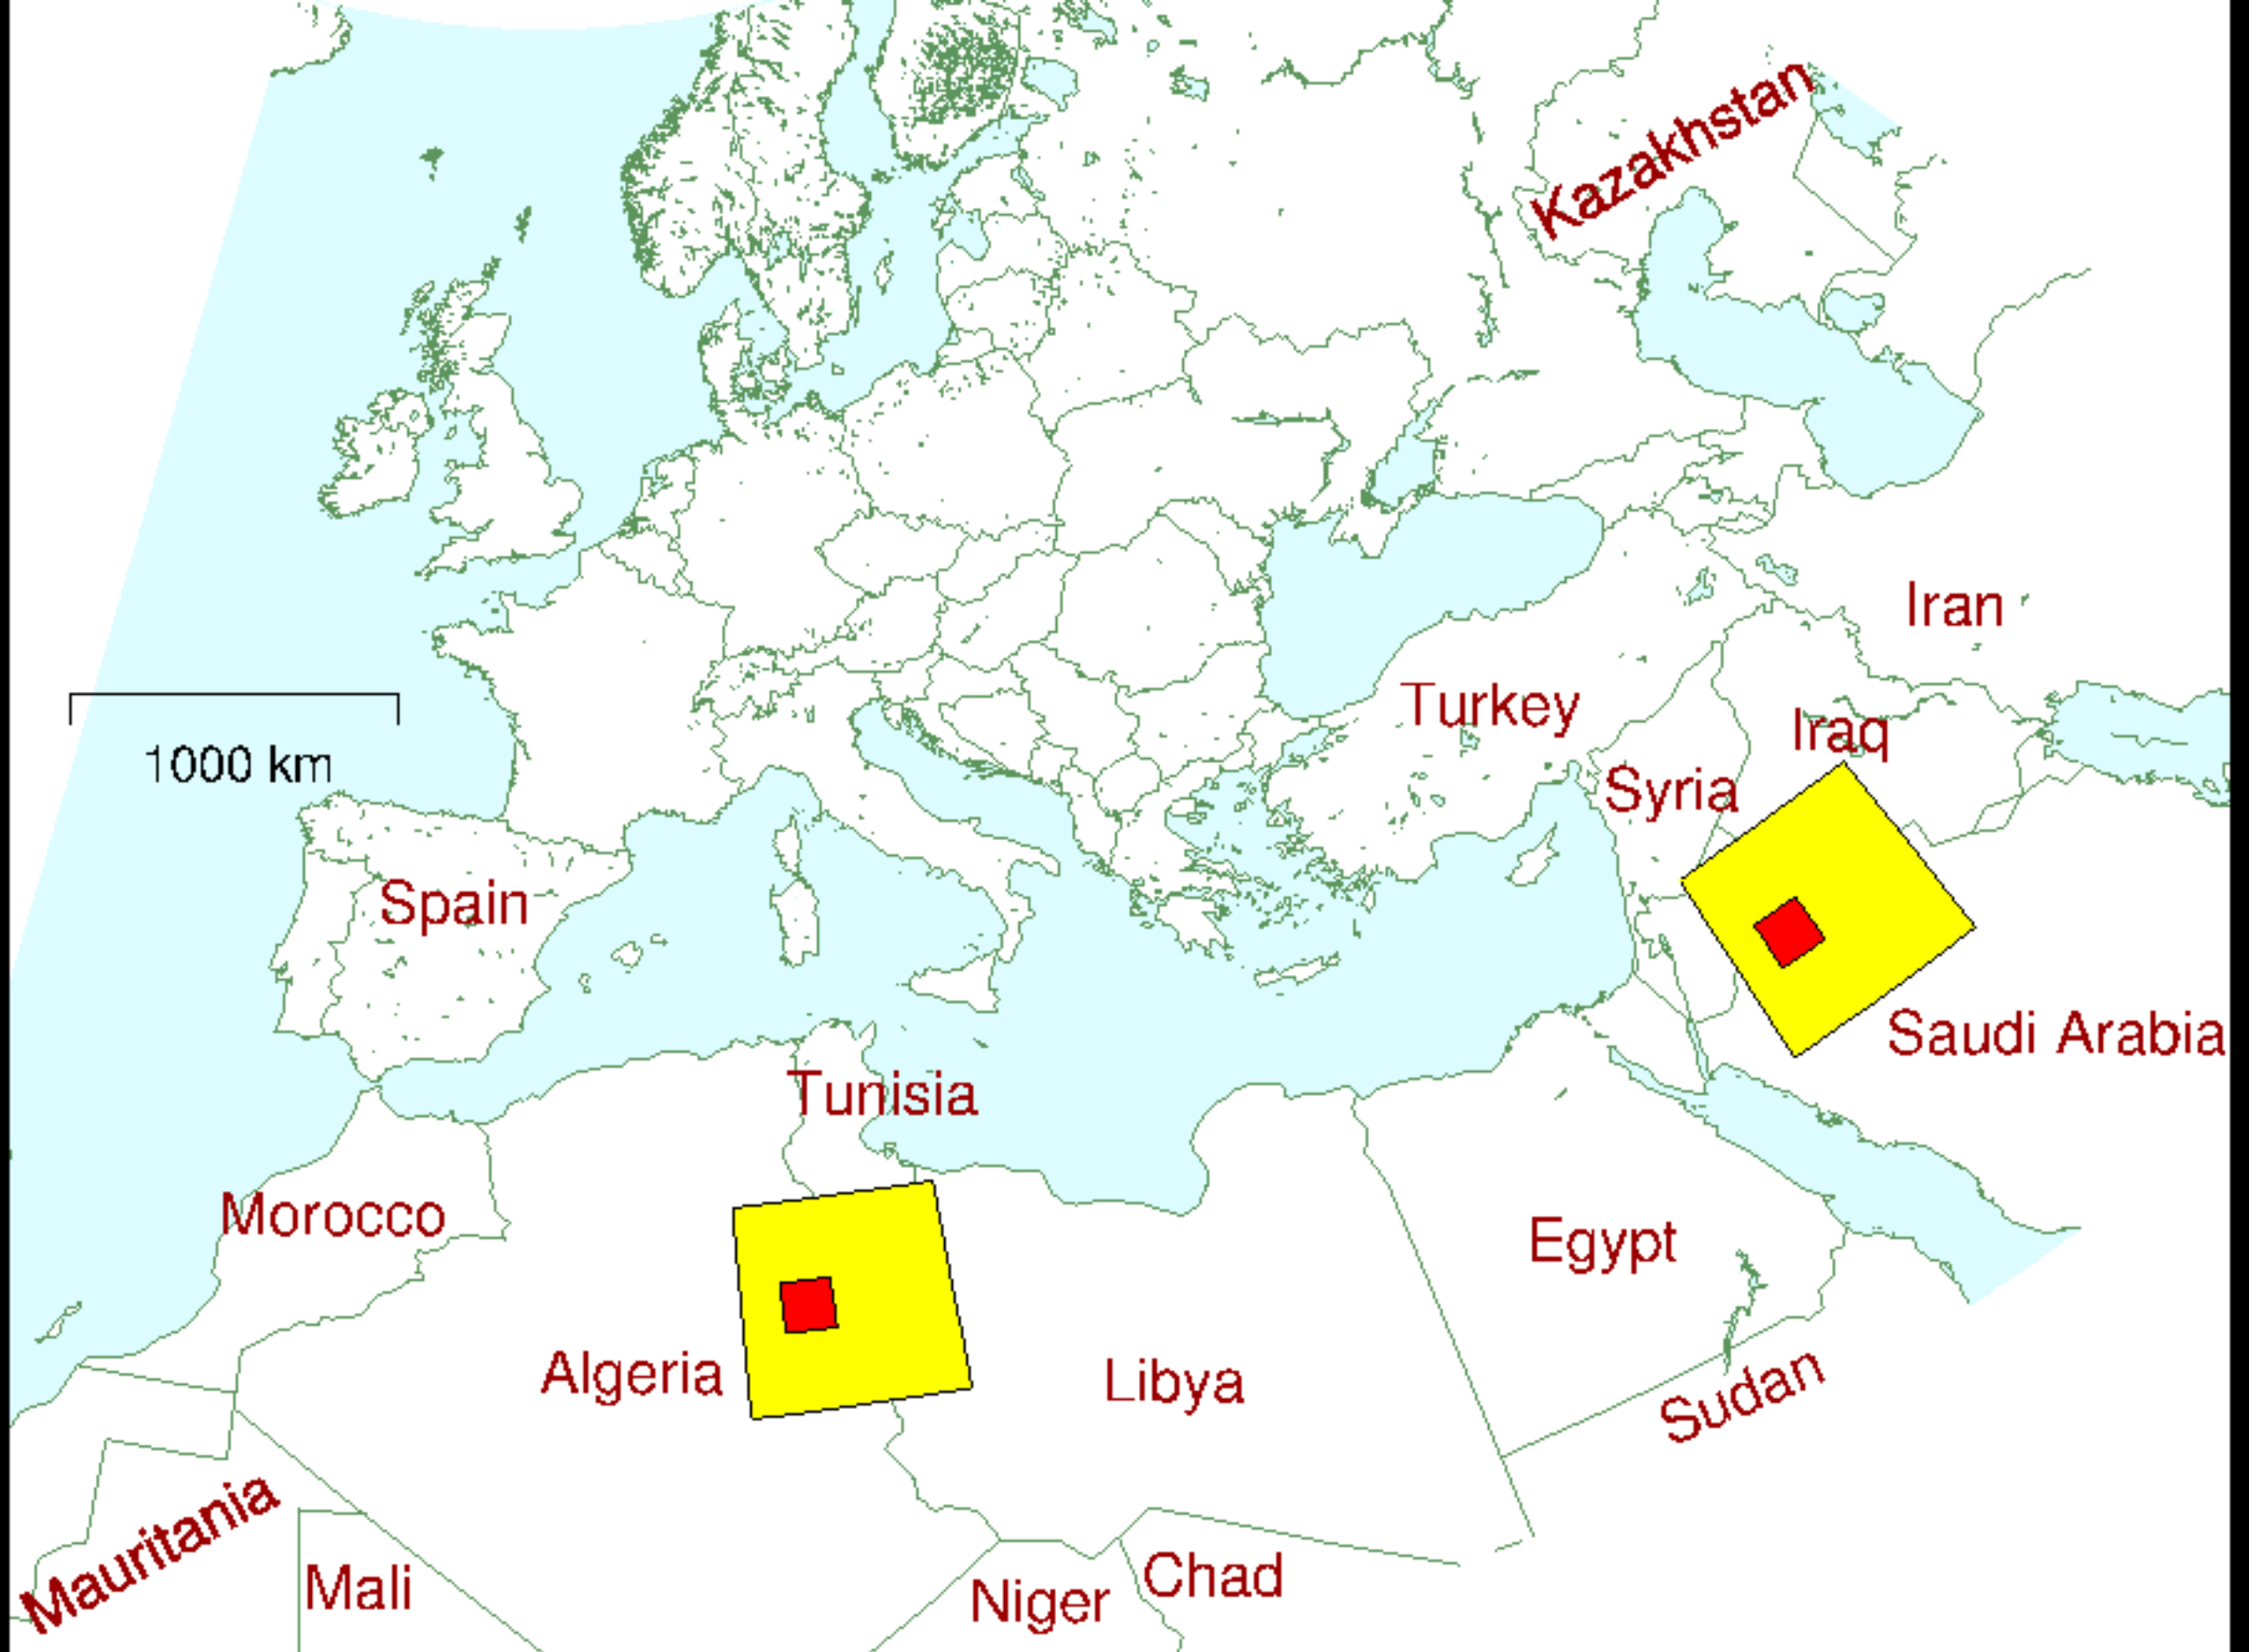 Kazakhstan
Iran
Turkey
Iraq
1000 km
Syria
Spain
Saudi Arabia
Tunisia
Morocco
Egypt
Algeria
Libya
Sudan
Mauritania
Mali
Niger
Chad